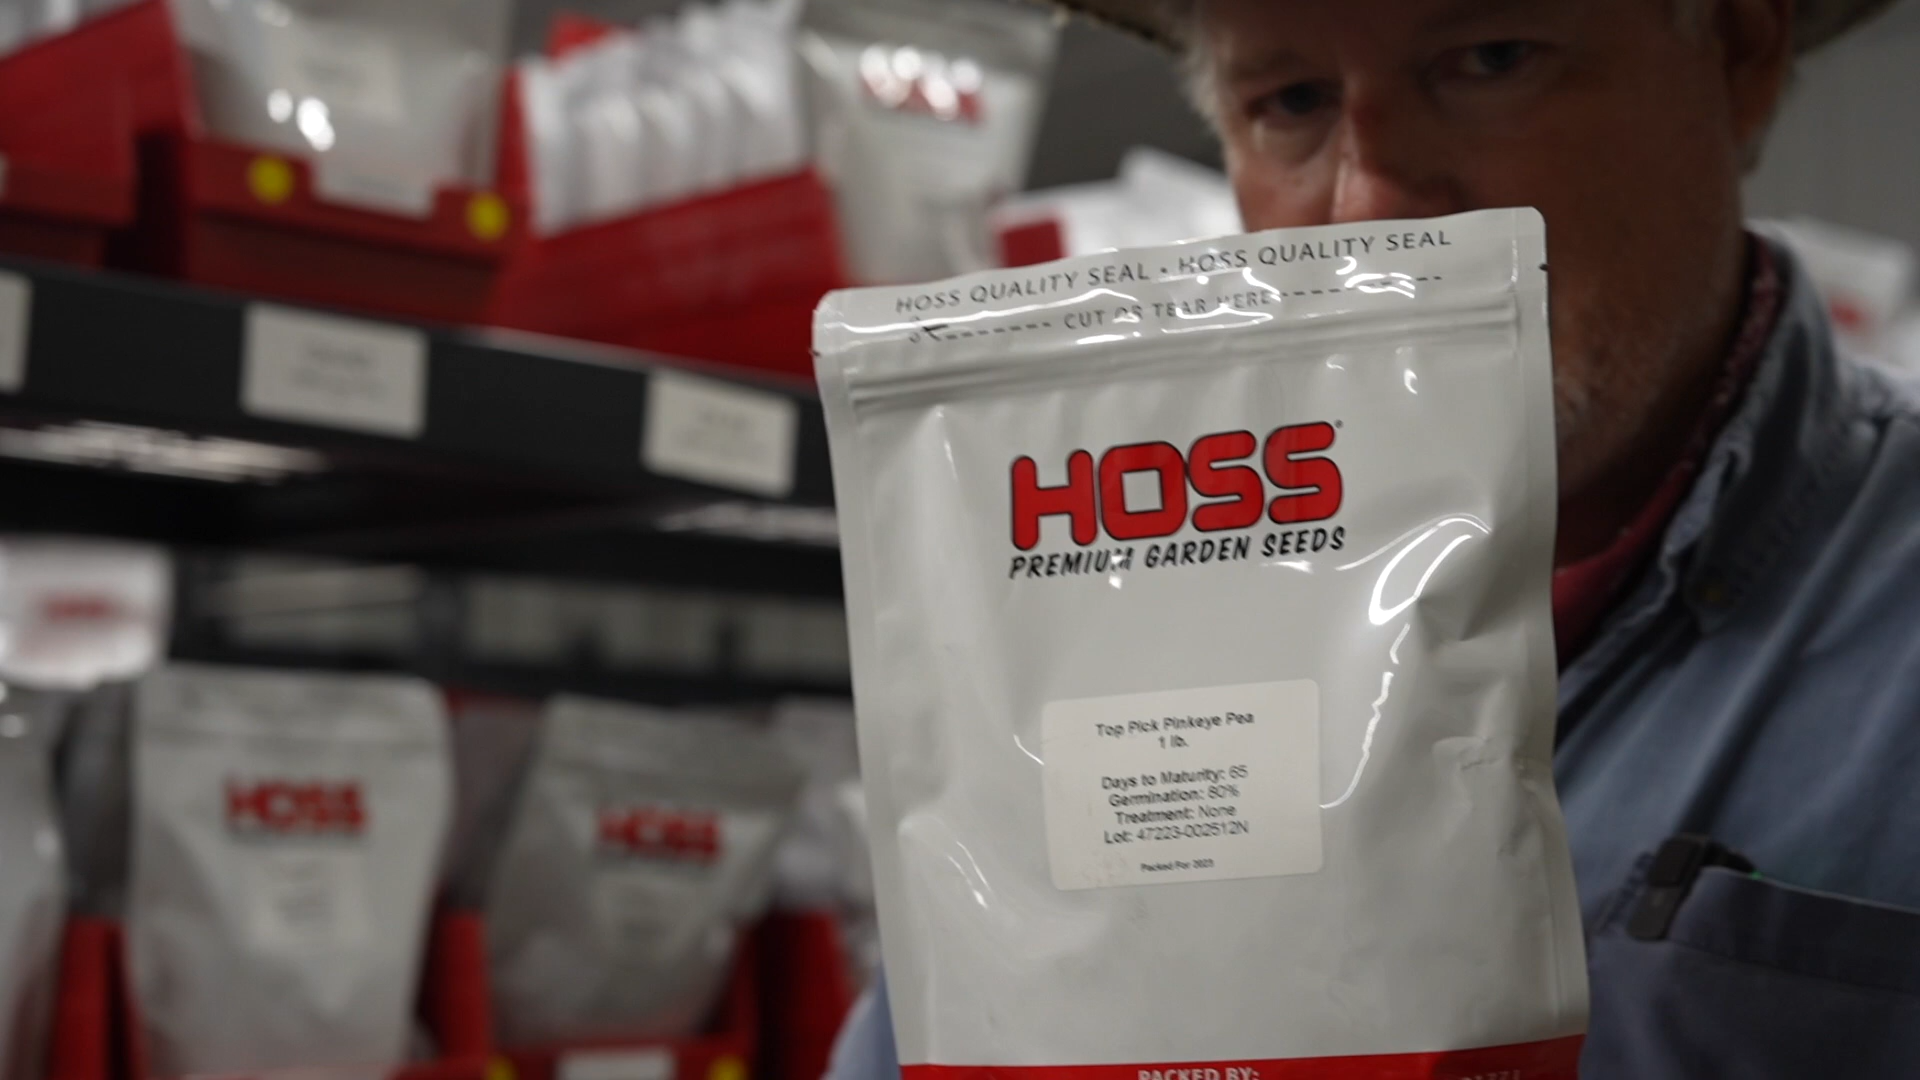 HOSS QUALITY SEAL • HOSS QUALITY SEAL
CUT OR TEAR HERE
HOSS
PREMIUM GARDEN SEEDS
Top Pick Pinkeye Pea
1 lb.
Days to Maturity: 65
Germination: 80%
Treatment: None
Lot: 47223-002512N
Packed For 2023
PACKED BY:
HOSS
HOSS